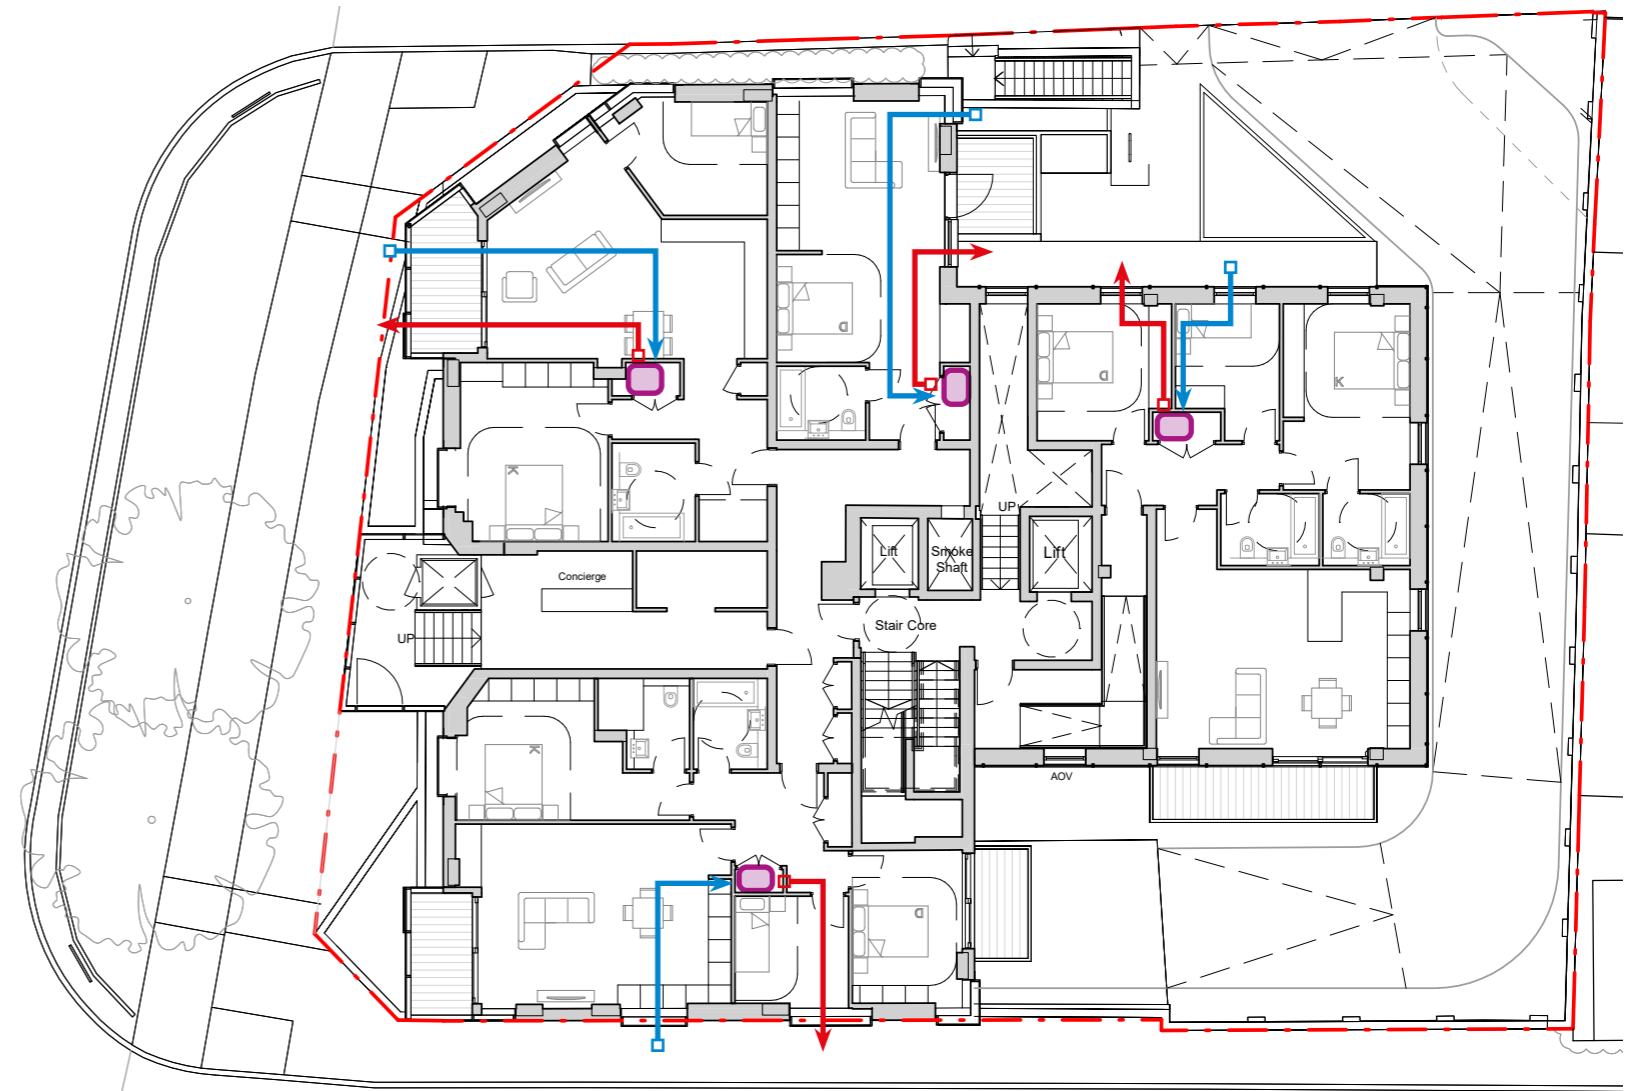 D
D
K
K
UP
Lift
Smoke
Shaft
Lift
Concierge
Stair Core
UP
K
AOV
D